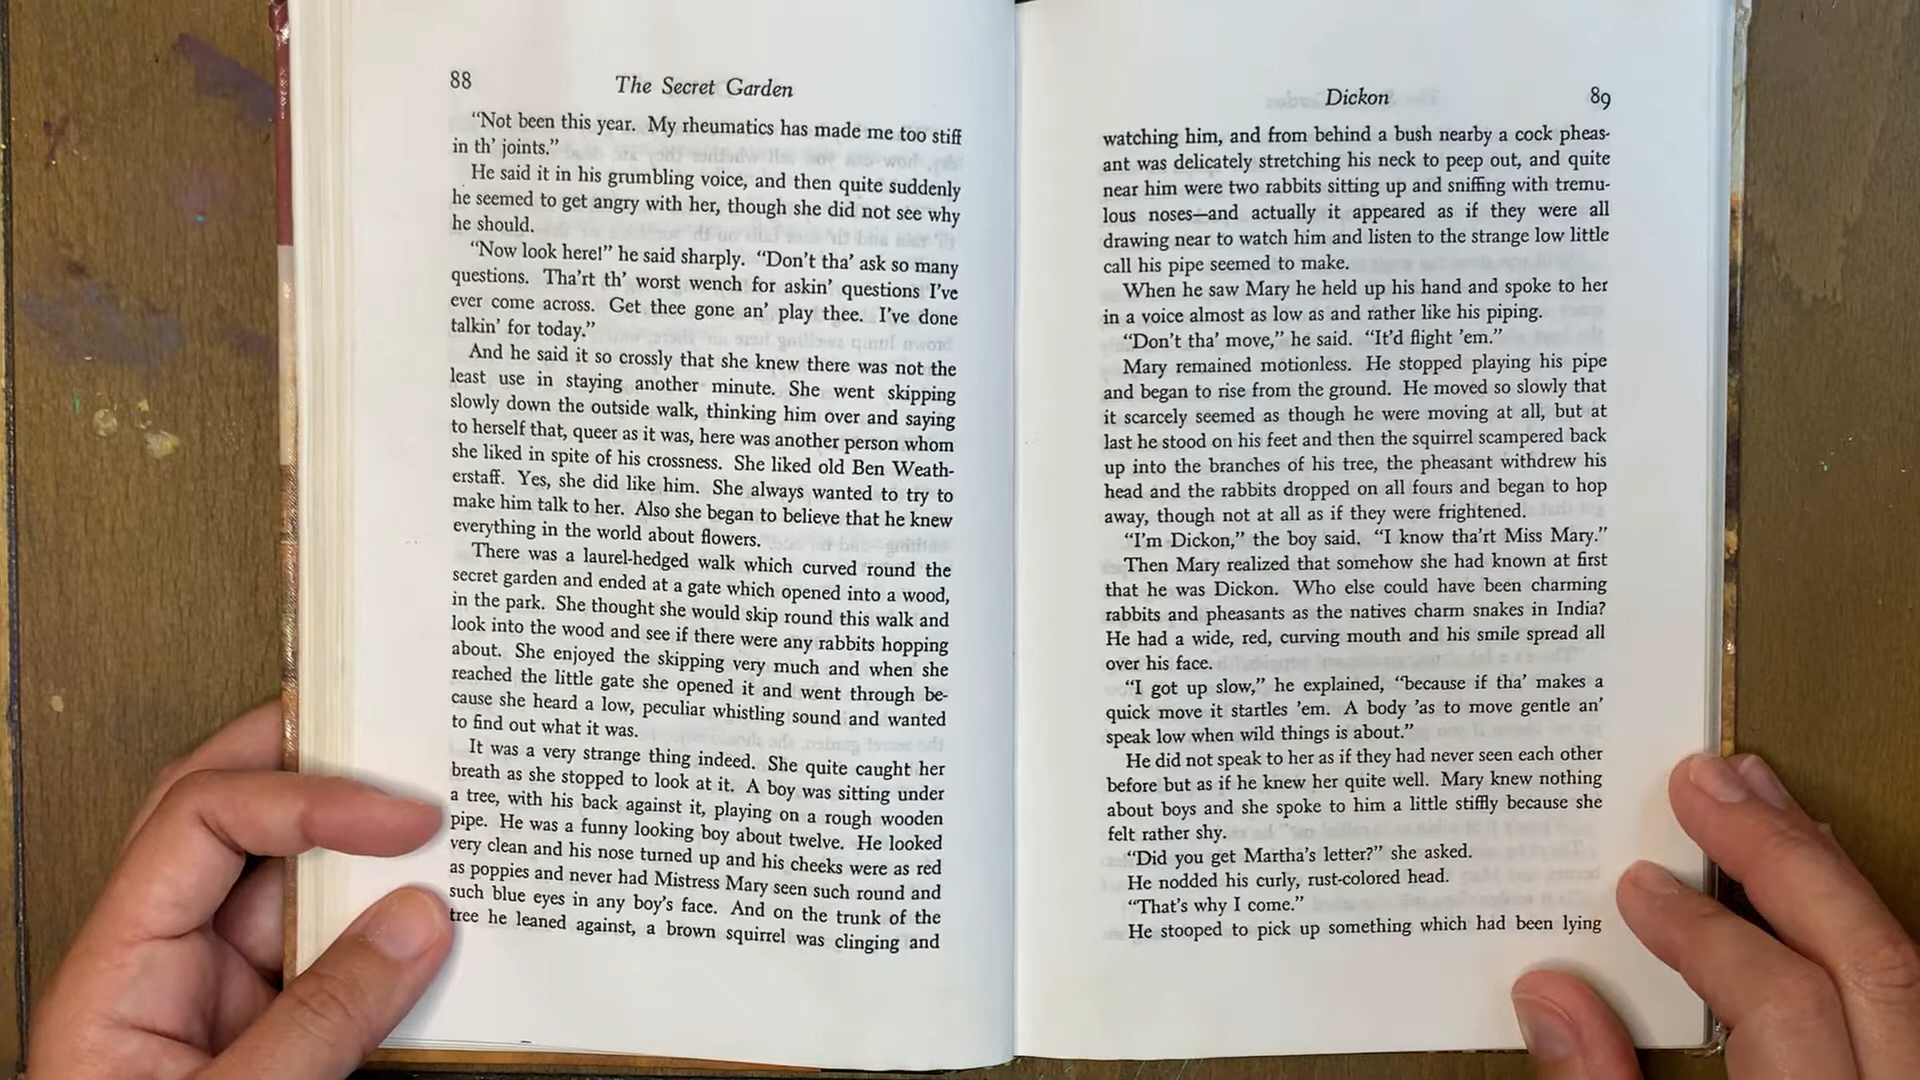 88
The Secret Garden
"Not been this year. My rheumatics has made me too stiff
in th' joints."
He said it in his grumbling voice, and then quite suddenly
he seemed to get angry with her, though she did not see why
he should.
"Now look here!" he said sharply. "Don't tha' ask so many
questions. Tha'rt th' worst wench for askin' questions I've
ever come across. Get thee gone an' play thee. I've done
talkin' for today."
And he said it so crossly that she knew there was not the
least use in staying another minute. She went skipping
slowly down the outside walk, thinking him over and saying
to herself that, queer as it was, here was another person whom
she liked in spite of his crossness. She liked old Ben Weath-
erstaff. Yes, she did like him. She always wanted to try to
make him talk to her. Also she began to believe that he knew
everything in the world about flowers.
There was a laurel-hedged walk which curved round the
secret garden and ended at a gate which opened into a wood,
in the park. She thought she would skip round this walk and
look into the wood and see if there were any rabbits hopping
about. She enjoyed the skipping very much and when she
reached the little gate she opened it and went through be-
cause she heard a low, peculiar whistling sound and wanted
to find out what it was.
It was a very strange thing indeed. She quite caught her
breath as she stopped to look at it. A boy was sitting under
a tree, with his back against it, playing on a rough wooden
pipe. He was a funny looking boy about twelve. He looked
very clean and his nose turned up and his cheeks were as red
as poppies and never had Mistress Mary seen such round and
such blue eyes in any boy's face. And on the trunk of the
tree he leaned against, a brown squirrel was clinging and
Dickon
89
watching him, and from behind a bush nearby a cock pheas-
ant was delicately stretching his neck to peep out, and quite
near him were two rabbits sitting up and sniffing with tremu-
lous noses—and actually it appeared as if they were all
drawing near to watch him and listen to the strange low little
call his pipe seemed to make.
When he saw Mary he held up his hand and spoke to her
in a voice almost as low as and rather like his piping.
"Don't tha' move," he said. "It'd flight 'em."
Mary remained motionless. He stopped playing his pipe
and began to rise from the ground. He moved so slowly that
it scarcely seemed as though he were moving at all, but at
last he stood on his feet and then the squirrel scampered back
up into the branches of his tree, the pheasant withdrew his
head and the rabbits dropped on all fours and began to hop
away, though not at all as if they were frightened.
"I'm Dickon," the boy said. "I know tha'rt Miss Mary."
Then Mary realized that somehow she had known at first
that he was Dickon. Who else could have been charming
rabbits and pheasants as the natives charm snakes in India?
He had a wide, red, curving mouth and his smile spread all
over his face.
"I got up slow," he explained, "because if tha' makes a
quick move it startles 'em. A body 'as to move gentle an'
speak low when wild things is about."
He did not speak to her as if they had never seen each other
before but as if he knew her quite well. Mary knew nothing
about boys and she spoke to him a little stiffly because she
felt rather shy.
"Did you get Martha's letter?" she asked.
He nodded his curly, rust-colored head.
"That's why I come."
He stooped to pick up something which had been lying